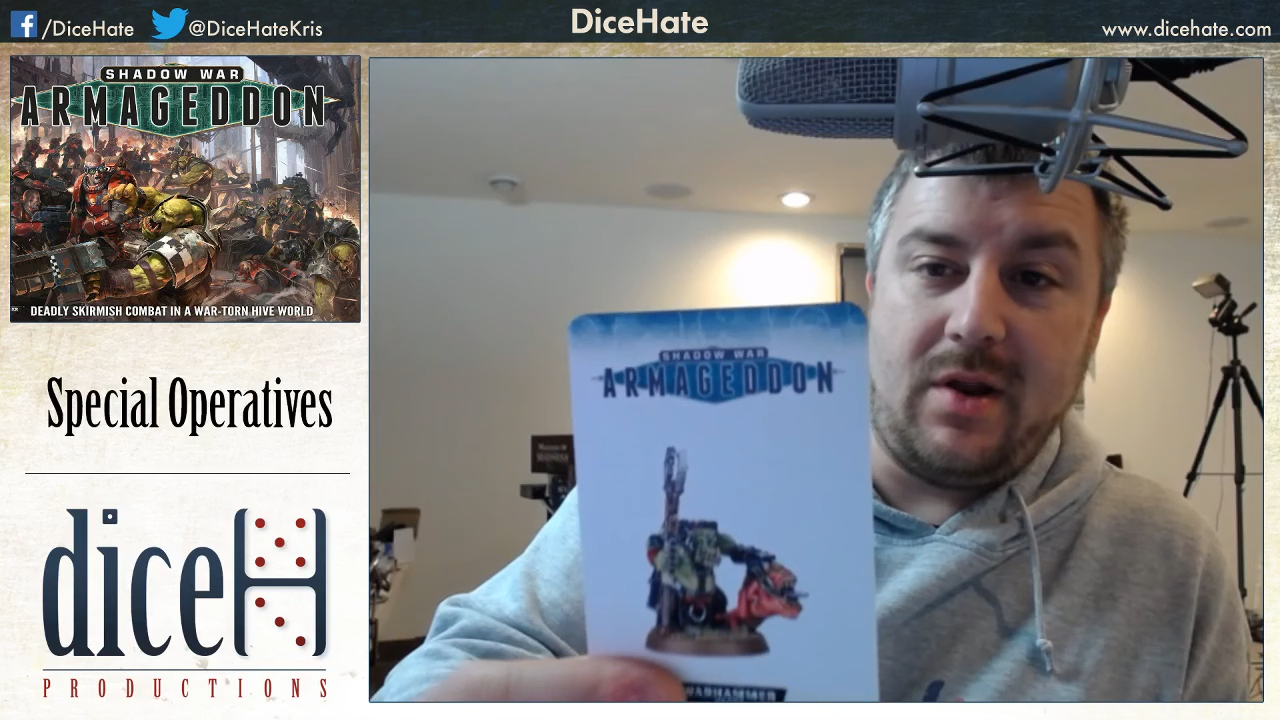 /DiceHate
@DiceHateKris
DiceHate
www.dicehate.com
SHADOW WAR
ARMAGEDDON
DEADLY SKIRMISH COMBAT IN A WAR-TORN HIVE WORLD
Special Operatives
diceH
PRODUCTIONS
SHADOW WAR
ARMAGEDDON
WARHAMMER